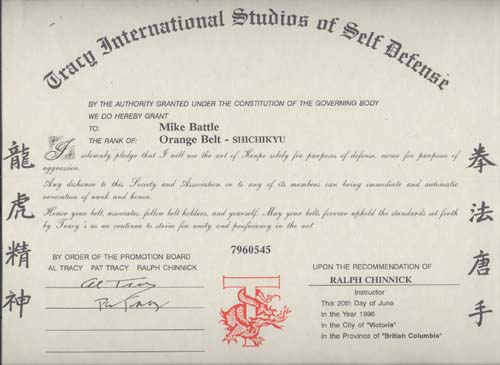 Tracy International Studios of Self Defense
BY THE AUTHORITY GRANTED UNDER THE CONSTITUTION OF THE GOVERNING BODY
WE DO HEREBY GRANT
TO: Mike Battle
THE RANK OF: Orange Belt - SHICHIKYU
I solemnly pledge that I will use the art of Kenpo solely for purposes of defense, never for purposes of
aggression.
Any dishonor to this Society and Association or to any of its members can bring immediate and automatic
revocation of rank and honor.
Honor your belt, associates, fellow belt holders, and yourself. May your belts forever uphold the standards set forth
by Tracy's as we continue to strive for unity and proficiency in the art.
龍虎精神
拳法唐手
7960545
BY ORDER OF THE PROMOTION BOARD
AL TRACY PAT TRACY RALPH CHINNICK
Al Tracy
Pat Tracy
UPON THE RECOMMENDATION OF
RALPH CHINNICK
Instructor
This 20th Day of June
In the Year 1996
In the City of "Victoria"
In the Province of "British Columbia"